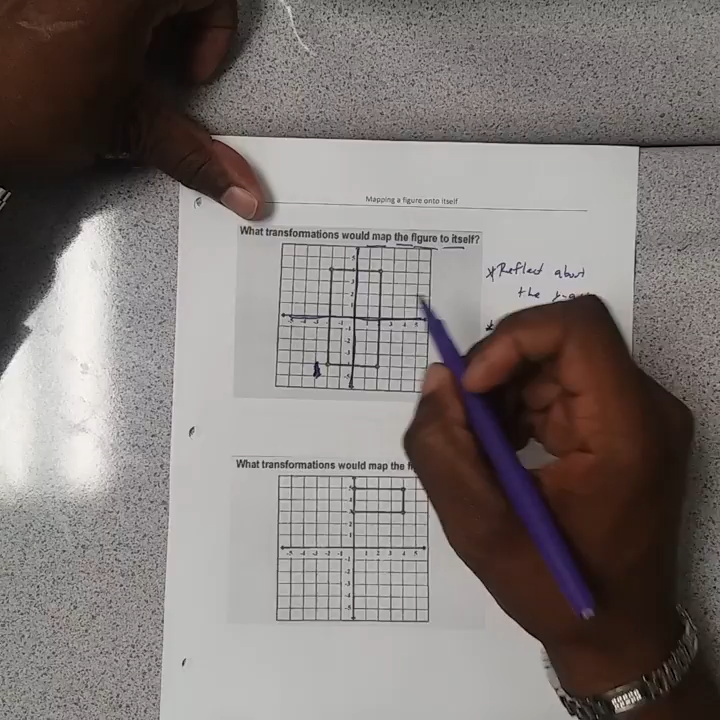 Mapping a figure onto itself
What transformations would map the figure to itself?
*Reflect about
the y-
*
What transformations would map the